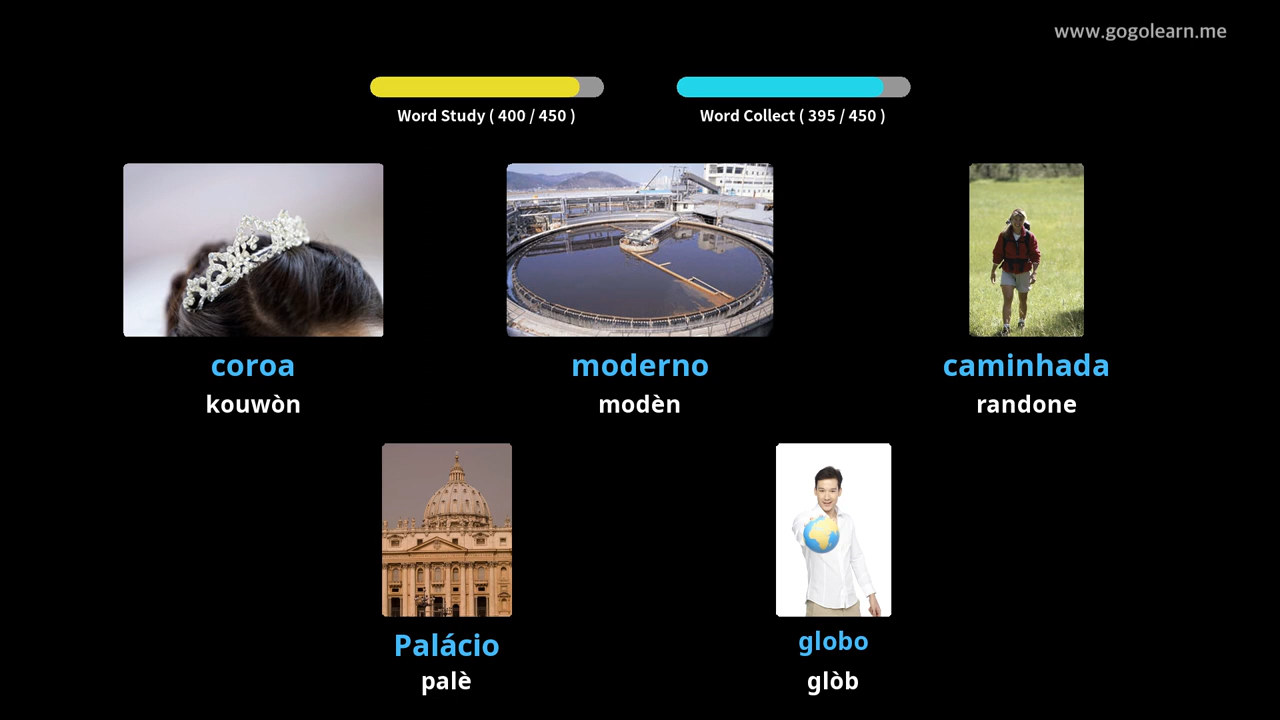 www.gogolearn.me
Word Study ( 400 / 450 )
Word Collect ( 395 / 450 )
coroa
kouwòn
moderno
modèn
caminhada
randone
Palácio
palè
globo
glòb